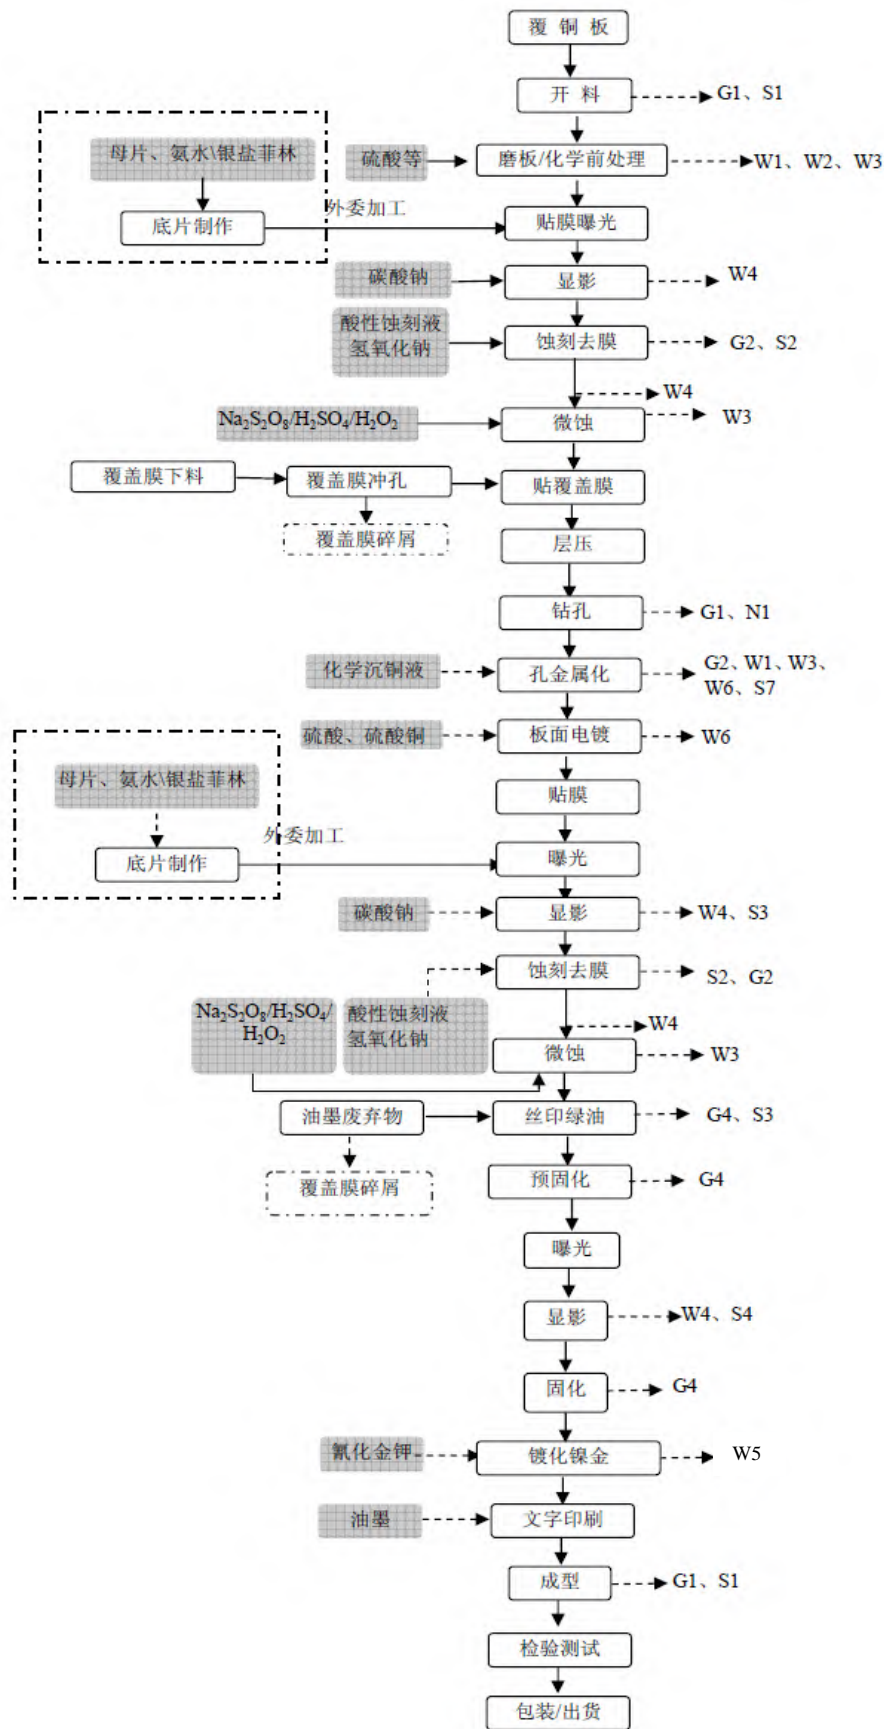 覆 铜 板
开 料
G1、S1
母片、氨水\银盐菲林
硫酸等
磨板/化学前处理
W1、W2、W3
底片制作
外委加工
贴膜曝光
碳酸钠
显影
W4
酸性蚀刻液
氢氧化钠
蚀刻去膜
G2、S2
W4
Na₂S₂O₈/H₂SO₄/H₂O₂
微蚀
W3
覆盖膜下料
覆盖膜冲孔
贴覆盖膜
覆盖膜碎屑
层压
钻孔
G1、N1
化学沉铜液
孔金属化
G2、W1、W3、
W6、S7
硫酸、硫酸铜
板面电镀
W6
母片、氨水\银盐菲林
贴膜
底片制作
外委加工
曝光
碳酸钠
显影
W4、S3
蚀刻去膜
S2、G2
Na₂S₂O₈/H₂SO₄/
H₂O₂
酸性蚀刻液
氢氧化钠
W4
微蚀
W3
油墨废弃物
丝印绿油
G4、S3
覆盖膜碎屑
预固化
G4
曝光
显影
W4、S4
固化
G4
氰化金钾
镀化镍金
W5
油墨
文字印刷
成型
G1、S1
检验测试
包装/出货